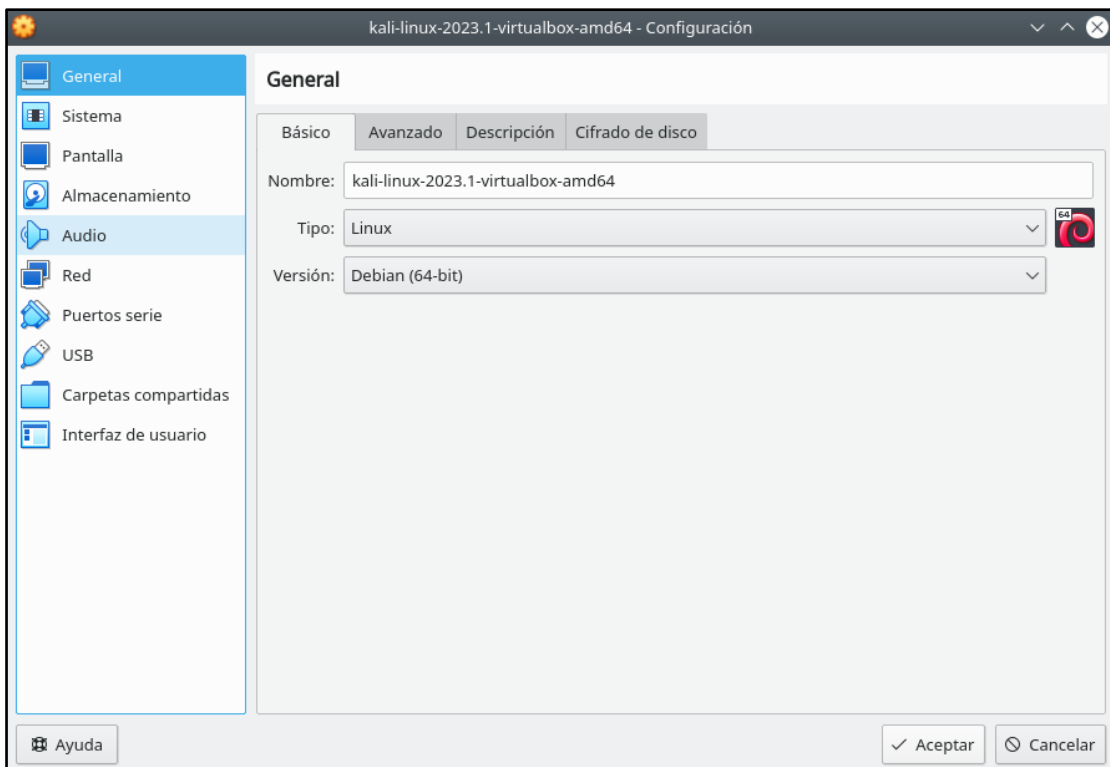 kali-linux-2023.1-virtualbox-amd64 - Configuración
General
Sistema
Pantalla
Almacenamiento
Audio
Red
Puertos serie
USB
Carpetas compartidas
Interfaz de usuario
General
Básico Avanzado Descripción Cifrado de disco
Nombre: kali-linux-2023.1-virtualbox-amd64
Tipo: Linux 64
Versión: Debian (64-bit)
Ayuda Aceptar Cancelar